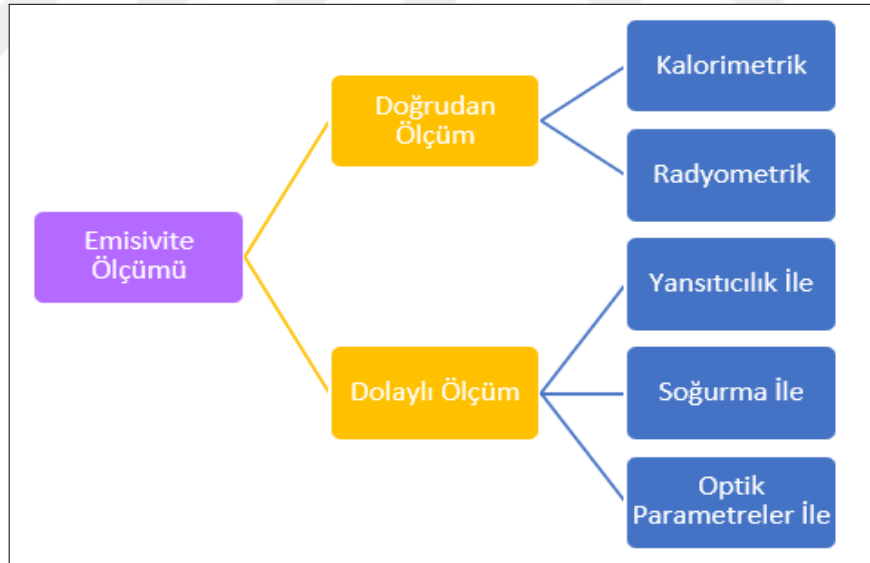 Emisivite
Ölçümü
Doğrudan
Ölçüm
Dolaylı Ölçüm
Kalorimetrik
Radyometrik
Yansıtıcılık İle
Soğurma İle
Optik
Parametreler İle